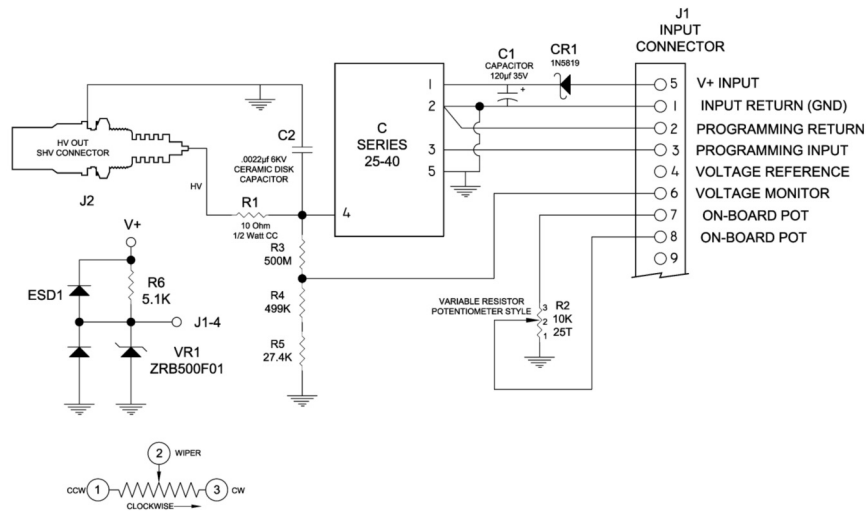 J1
INPUT
CONNECTOR
C1
CAPACITOR
120µf 35V
+
CR1
1N5819
5 V+ INPUT
1 INPUT RETURN (GND)
2 PROGRAMMING RETURN
3 PROGRAMMING INPUT
4 VOLTAGE REFERENCE
6 VOLTAGE MONITOR
7 ON-BOARD POT
8 ON-BOARD POT
9
C
SERIES
25-40
1
2
3
5
4
HV OUT
SHV CONNECTOR
J2
C2
.0022µf 6KV
CERAMIC DISK
CAPACITOR
HV
R1
10 Ohm
1/2 Watt CC
R3
500M
R4
499K
R5
27.4K
V+
ESD1
R6
5.1K
J1-4
VR1
ZRB500F01
VARIABLE RESISTOR
POTENTIOMETER STYLE
3
2
1
R2
10K
25T
2 WIPER
CCW 1
3 CW
CLOCKWISE